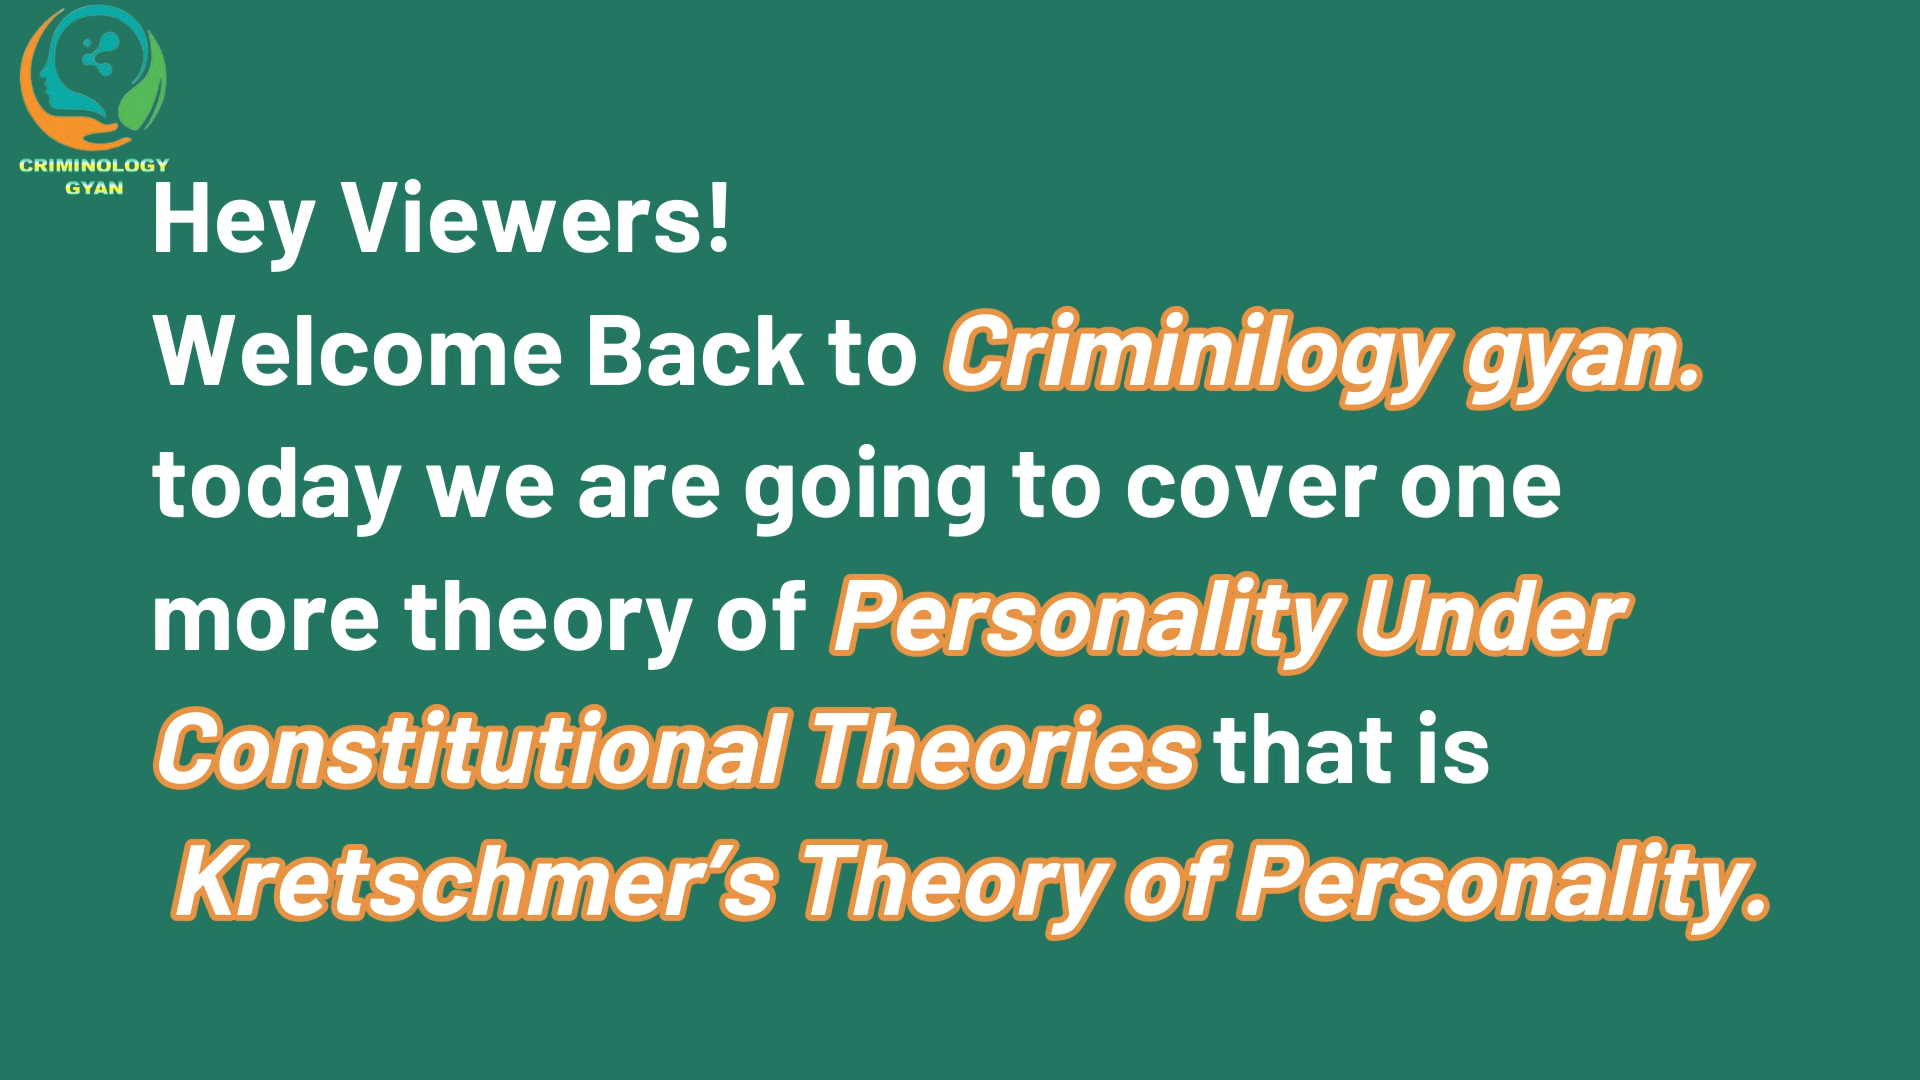 CRIMINOLOGY
GYAN
Hey Viewers!
Welcome Back to Criminilogy gyan.
today we are going to cover one
more theory of Personality Under
Constitutional Theories that is
Kretschmer’s Theory of Personality.